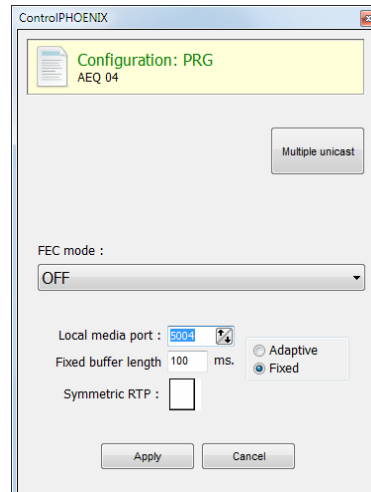 ControlPHOENIX
Configuration: PRG
AEQ 04
Multiple unicast
FEC mode :
OFF
Local media port : 5004
Adaptive
Fixed buffer length 100 ms.
Fixed
Symmetric RTP :
Apply Cancel